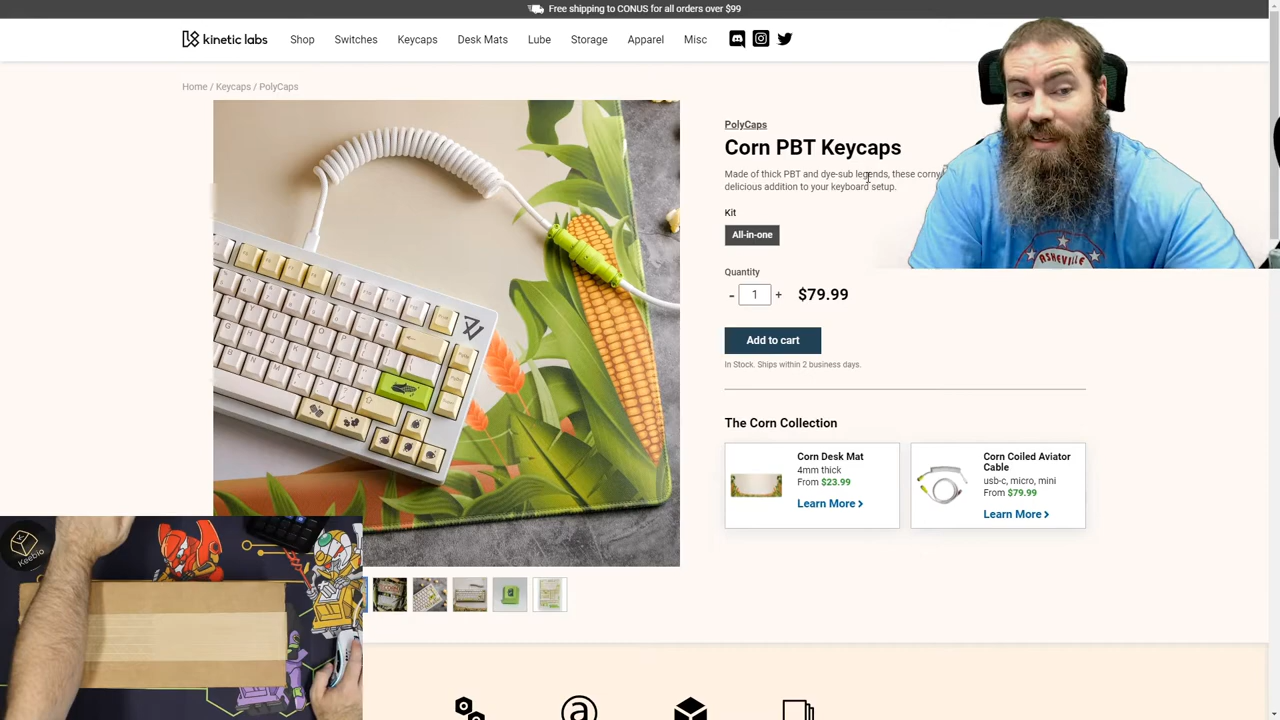 Free shipping to CONUS for all orders over $99
kinetic labs
Shop Switches Keycaps Desk Mats Lube Storage Apparel Misc
Home / Keycaps / PolyCaps
PolyCaps
Corn PBT Keycaps
Made of thick PBT and dye-sub legends, these corny
delicious addition to your keyboard setup.
Kit
All-in-one
Quantity
- 1 + $79.99
Add to cart
In Stock. Ships within 2 business days.
The Corn Collection
Corn Desk Mat
4mm thick
From $23.99
Learn More >
Corn Coiled Aviator
Cable
usb-c, micro, mini
From $79.99
Learn More >
ASHEVILLE
Keebio